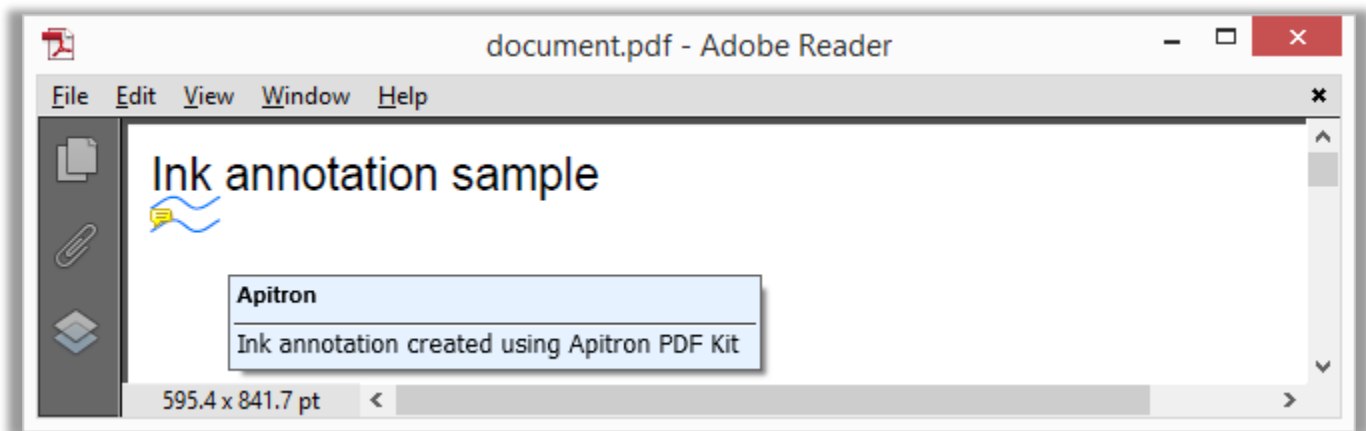 document.pdf - Adobe Reader
File Edit View Window Help
Ink annotation sample
Apitron
Ink annotation created using Apitron PDF Kit
595.4 x 841.7 pt